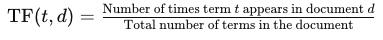 TF(t, d) = Number of times term t appears in document d / Total number of terms in the document